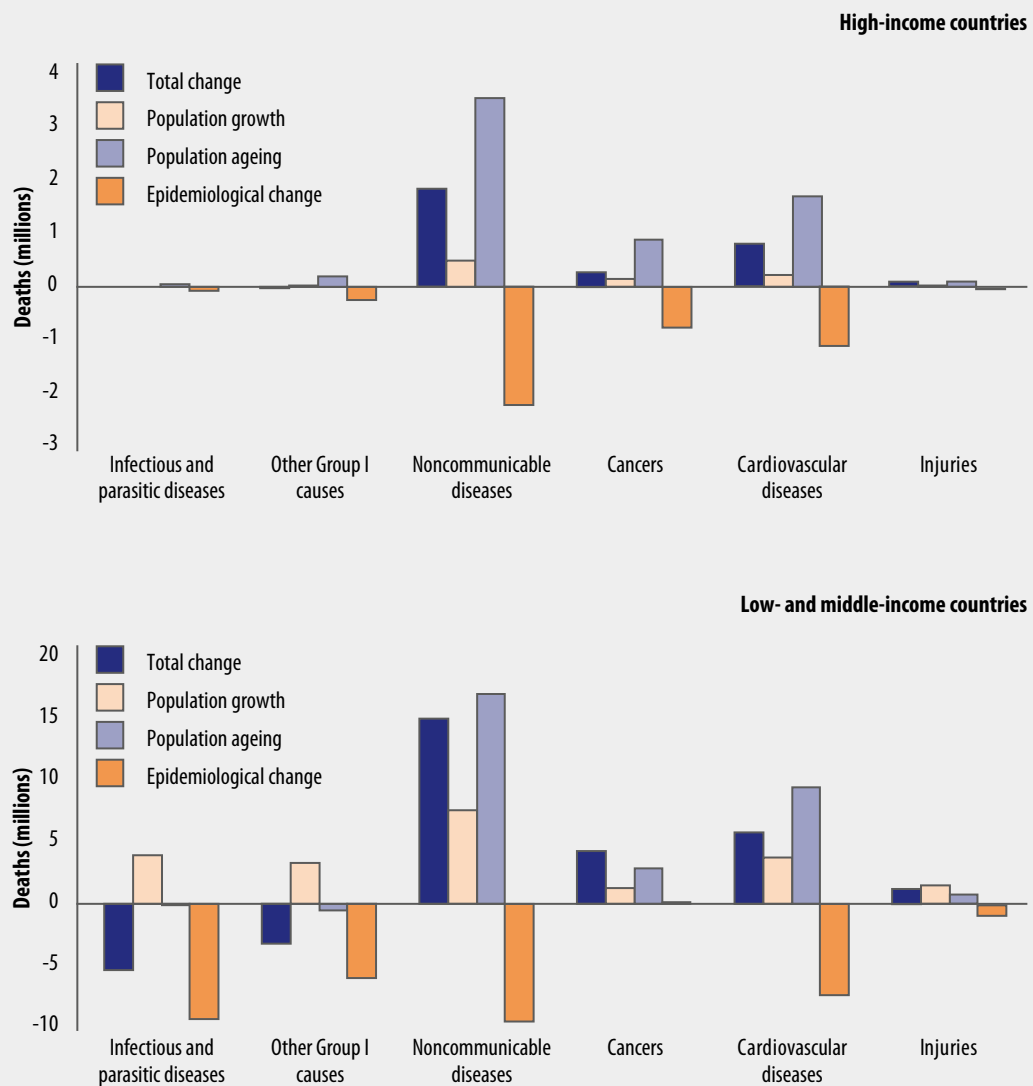 High-income countries
Deaths (millions)
4
3
2
1
0
-1
-2
-3
Total change
Population growth
Population ageing
Epidemiological change
Infectious and
parasitic diseases
Other Group I
causes
Noncommunicable
diseases
Cancers
Cardiovascular
diseases
Injuries
Low- and middle-income countries
Deaths (millions)
20
15
10
5
0
-5
-10
Total change
Population growth
Population ageing
Epidemiological change
Infectious and
parasitic diseases
Other Group I
causes
Noncommunicable
diseases
Cancers
Cardiovascular
diseases
Injuries